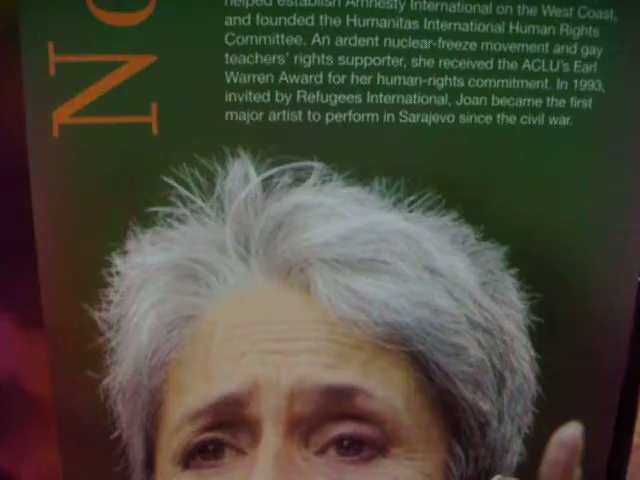 No
helped establish Amnesty International on the West Coast,
and founded the Humanitas International Human Rights
Committee. An ardent nuclear-freeze movement and gay
teachers' rights supporter, she received the ACLU's Earl
Warren Award for her human-rights commitment. In 1993,
invited by Refugees International, Joan became the first
major artist to perform in Sarajevo since the civil war.